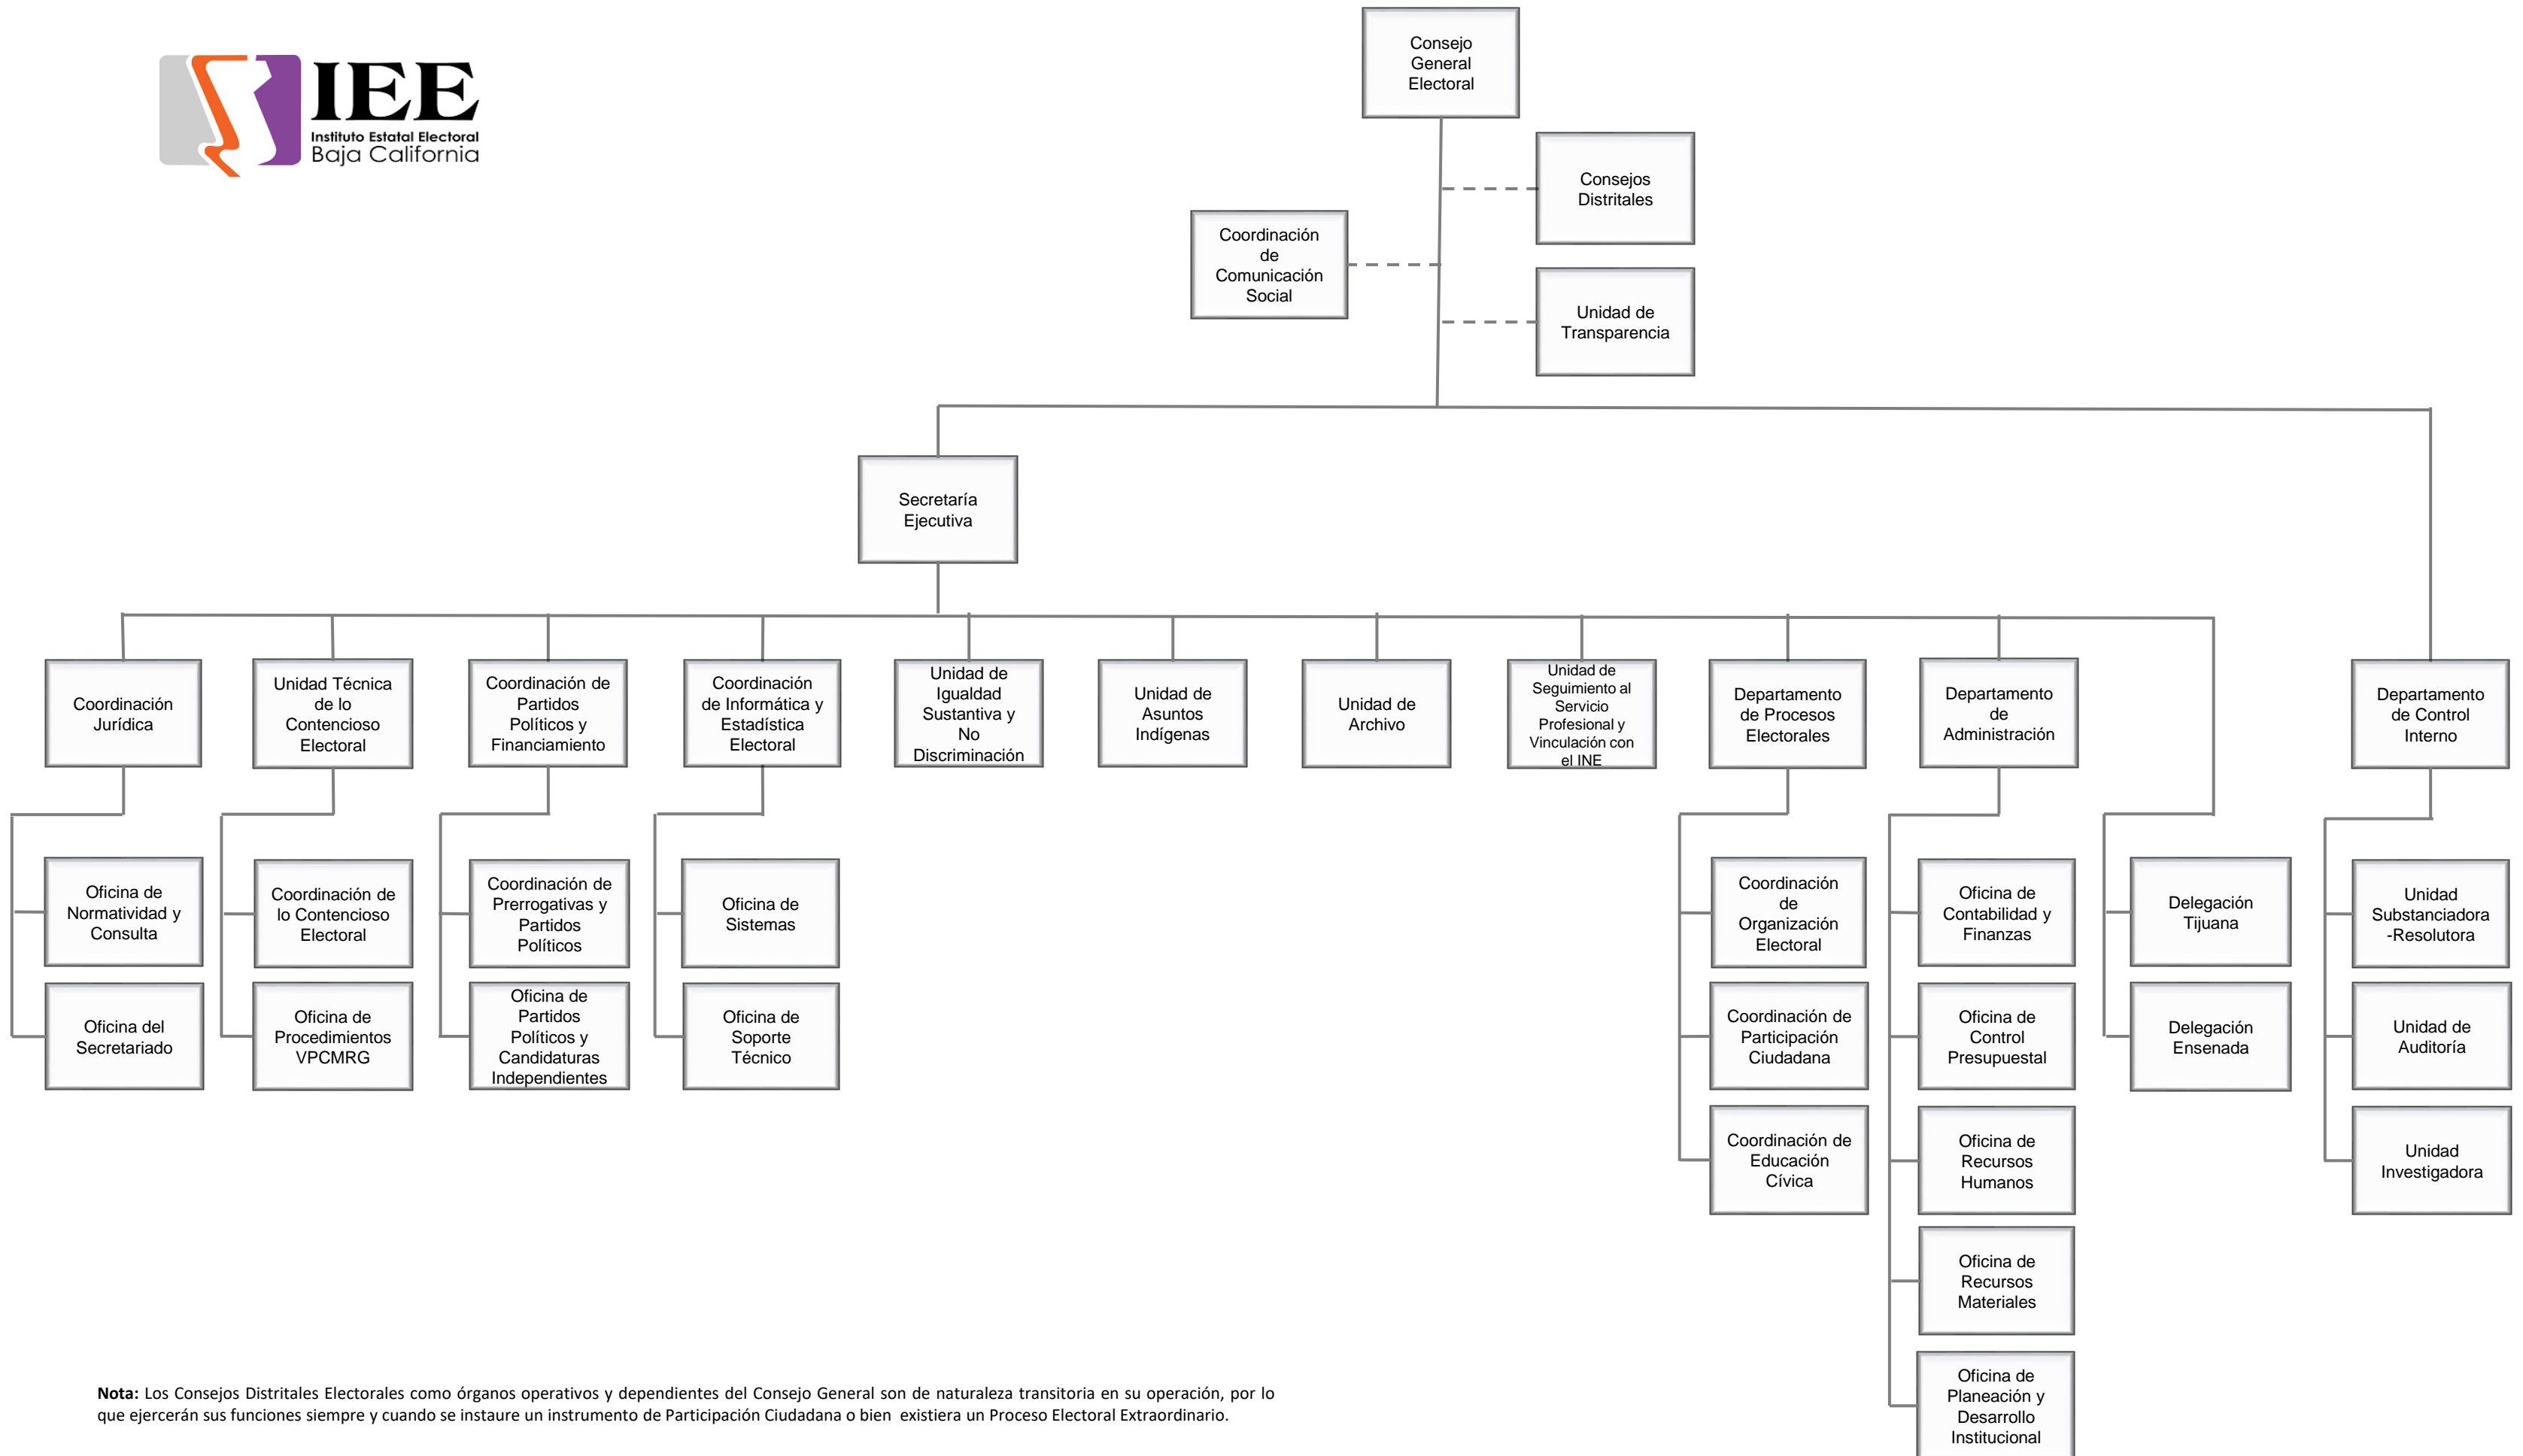 IEE
Instituto Estatal Electoral
Baja California
Consejo
General
Electoral
Consejos
Distritales
Coordinación
de
Comunicación
Social
Unidad de
Transparencia
Secretaría
Ejecutiva
Coordinación
Jurídica
Unidad Técnica
de lo
Contencioso
Electoral
Coordinación de
Partidos
Políticos y
Financiamiento
Coordinación
de Informática y
Estadística
Electoral
Unidad de
Igualdad
Sustantiva y
No
Discriminación
Unidad de
Asuntos
Indígenas
Unidad de
Archivo
Unidad de
Seguimiento al
Servicio
Profesional y
Vinculación con
el INE
Departamento
de Procesos
Electorales
Departamento
de
Administración
Departamento
de Control
Interno
Oficina de
Normatividad y
Consulta
Coordinación de
lo Contencioso
Electoral
Coordinación de
Prerrogativas y
Partidos
Políticos
Oficina de
Sistemas
Coordinación
de
Organización
Electoral
Oficina de
Contabilidad y
Finanzas
Delegación
Tijuana
Unidad
Substanciadora
-Resolutora
Oficina del
Secretariado
Oficina de
Procedimientos
VPCMRG
Oficina de
Partidos
Políticos y
Candidaturas
Independientes
Oficina de
Soporte
Técnico
Coordinación de
Participación
Ciudadana
Oficina de
Control
Presupuestal
Delegación
Ensenada
Unidad de
Auditoría
Coordinación de
Educación
Cívica
Oficina de
Recursos
Humanos
Unidad
Investigadora
Oficina de
Recursos
Materiales
Oficina de
Planeación y
Desarrollo
Institucional
Nota: Los Consejos Distritales Electorales como órganos operativos y dependientes del Consejo General son de naturaleza transitoria en su operación, por lo
que ejercerán sus funciones siempre y cuando se instaure un instrumento de Participación Ciudadana o bien existiera un Proceso Electoral Extraordinario.